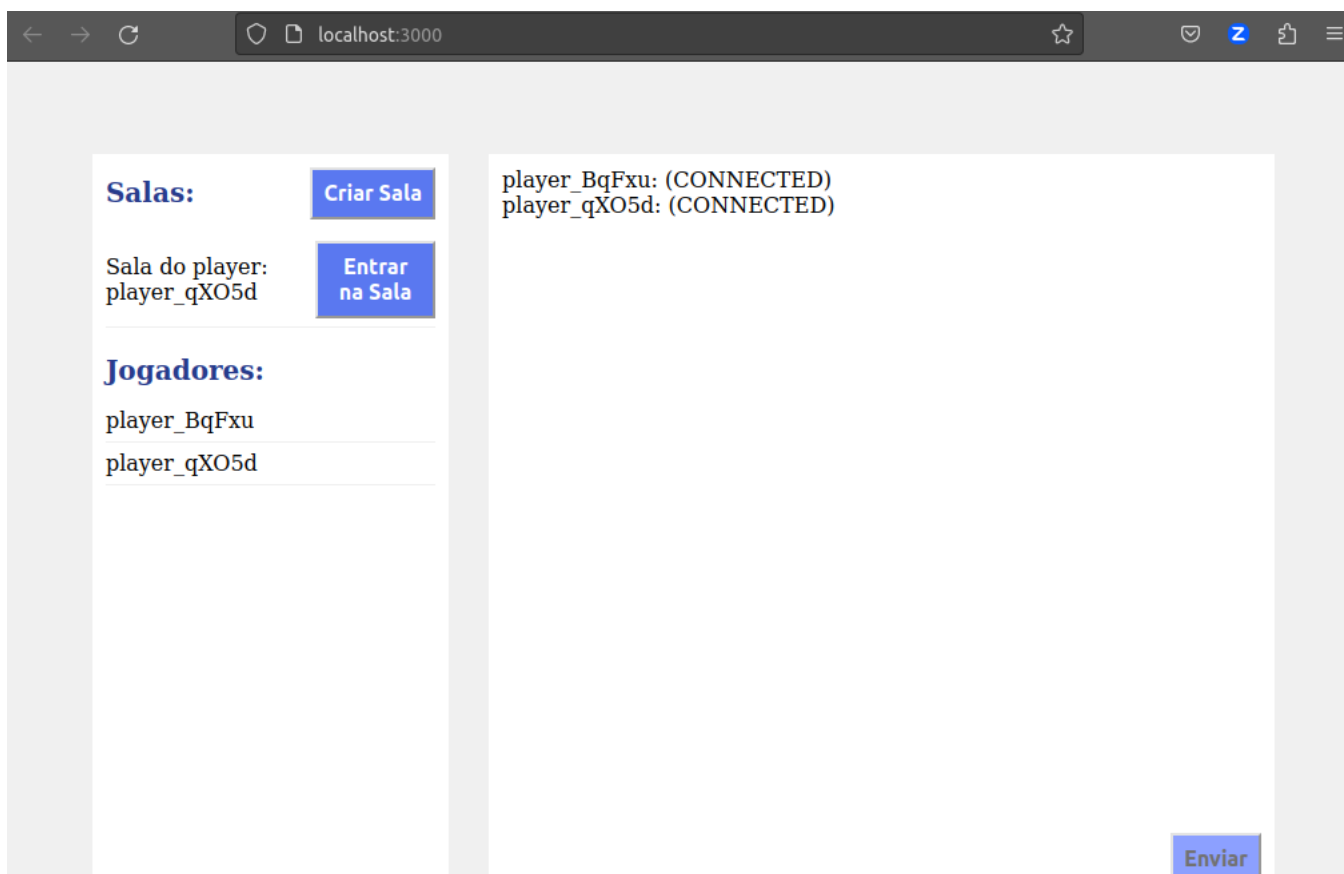 localhost:3000
Z
Salas:
Criar Sala
Sala do player:
player_qXO5d
Entrar
na Sala
Jogadores:
player_BqFxu
player_qXO5d
player_BqFxu: (CONNECTED)
player_qXO5d: (CONNECTED)
Enviar